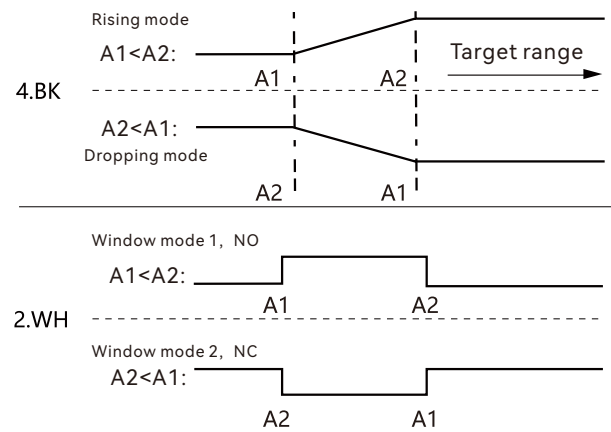 Rising mode
A1<A2:
A1
A2
Target range
4.BK
A2<A1:
Dropping mode
A2
A1
Window mode 1, NO
A1<A2:
A1
A2
2.WH
Window mode 2, NC
A2<A1:
A2
A1